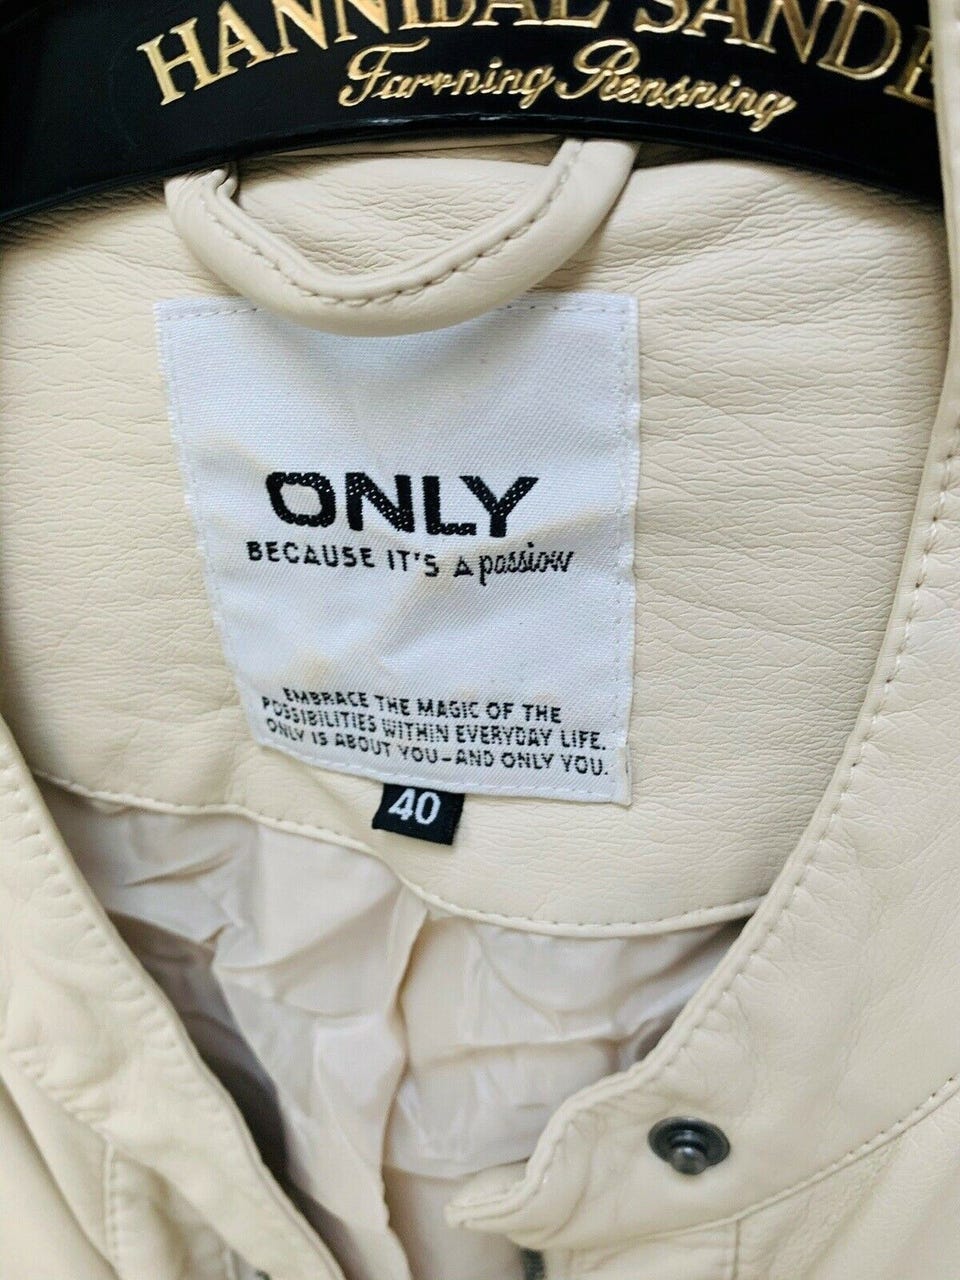 HANNIBAL SANDE
Farvning Rensning
ONLY
BECAUSE IT'S A passion
EMBRACE THE MAGIC OF THE
POSSIBILITIES WITHIN EVERYDAY LIFE.
ONLY IS ABOUT YOU-AND ONLY YOU.
40